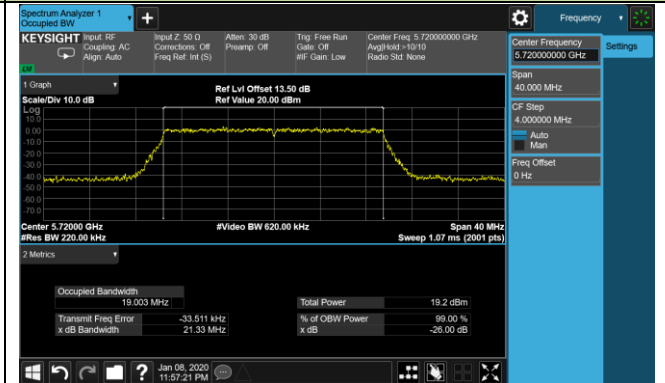 Spectrum Analyzer 1
Occupied BW
+
Frequency
KEYSIGHT
Input: RF
Coupling: AC
Align: Auto
Input Z: 50 Ω
Corrections: Off
Freq Ref: Int (S)
Atten: 30 dB
Preamp: Off
Trig: Free Run
Gate: Off
#IF Gain: Low
Center Freq: 5.720000000 GHz
Avg|Hold:>10/10
Radio Std: None
Center Frequency
5.720000000 GHz
Settings
Span
40.000 MHz
CF Step
4.000000 MHz
Auto
Man
Freq Offset
0 Hz
1 Graph
Scale/Div 10.0 dB
Ref Lvl Offset 13.50 dB
Ref Value 20.00 dBm
Log
10.0
0.00
-10.0
-20.0
-30.0
-40.0
-50.0
-60.0
-70.0
Center 5.72000 GHz
#Res BW 220.00 kHz
#Video BW 620.00 kHz
Span 40 MHz
Sweep 1.07 ms (2001 pts)
2 Metrics
Occupied Bandwidth
19.003 MHz
Total Power 19.2 dBm
Transmit Freq Error -33.511 kHz
% of OBW Power 99.00 %
x dB Bandwidth 21.33 MHz
x dB -26.00 dB
?
Jan 08, 2020
11:57:21 PM